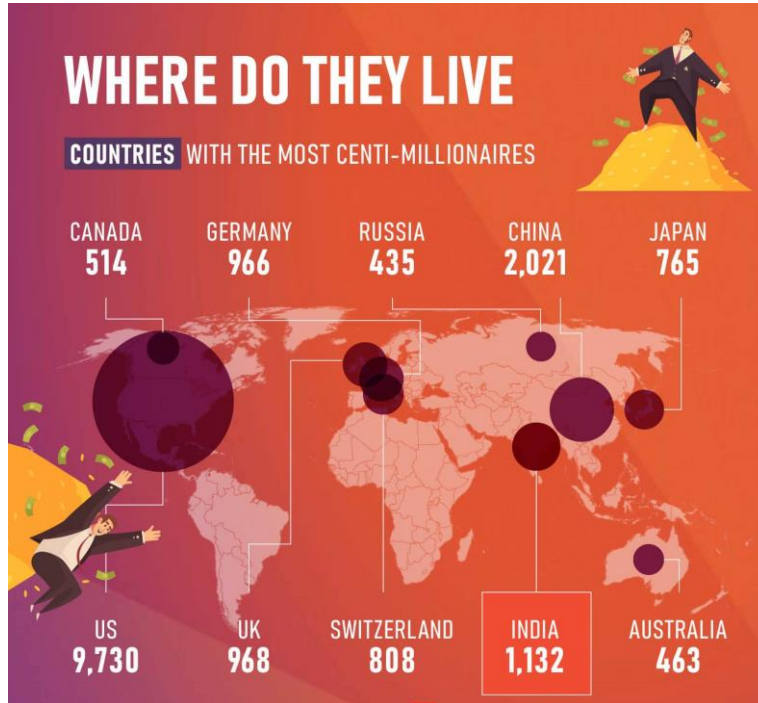 WHERE DO THEY LIVE
COUNTRIES WITH THE MOST CENTI-MILLIONAIRES
CANADA
514
GERMANY
966
RUSSIA
435
CHINA
2,021
JAPAN
765
US
9,730
UK
968
SWITZERLAND
808
INDIA
1,132
AUSTRALIA
463